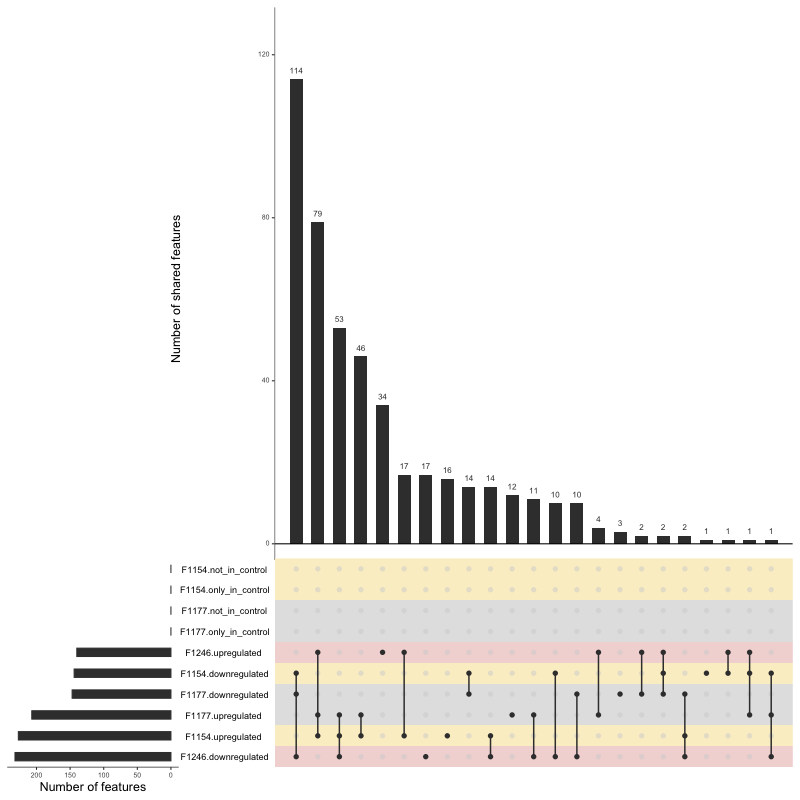 120
80
40
0
Number of shared features
114
79
53
46
34
17
17
16
14
14
12
11
10
10
4
3
2
2
2
1
1
1
1
F1154.not_in_control
F1154.only_in_control
F1177.not_in_control
F1177.only_in_control
F1246.upregulated
F1154.downregulated
F1177.downregulated
F1177.upregulated
F1154.upregulated
F1246.downregulated
200 150 100 50 0
Number of features